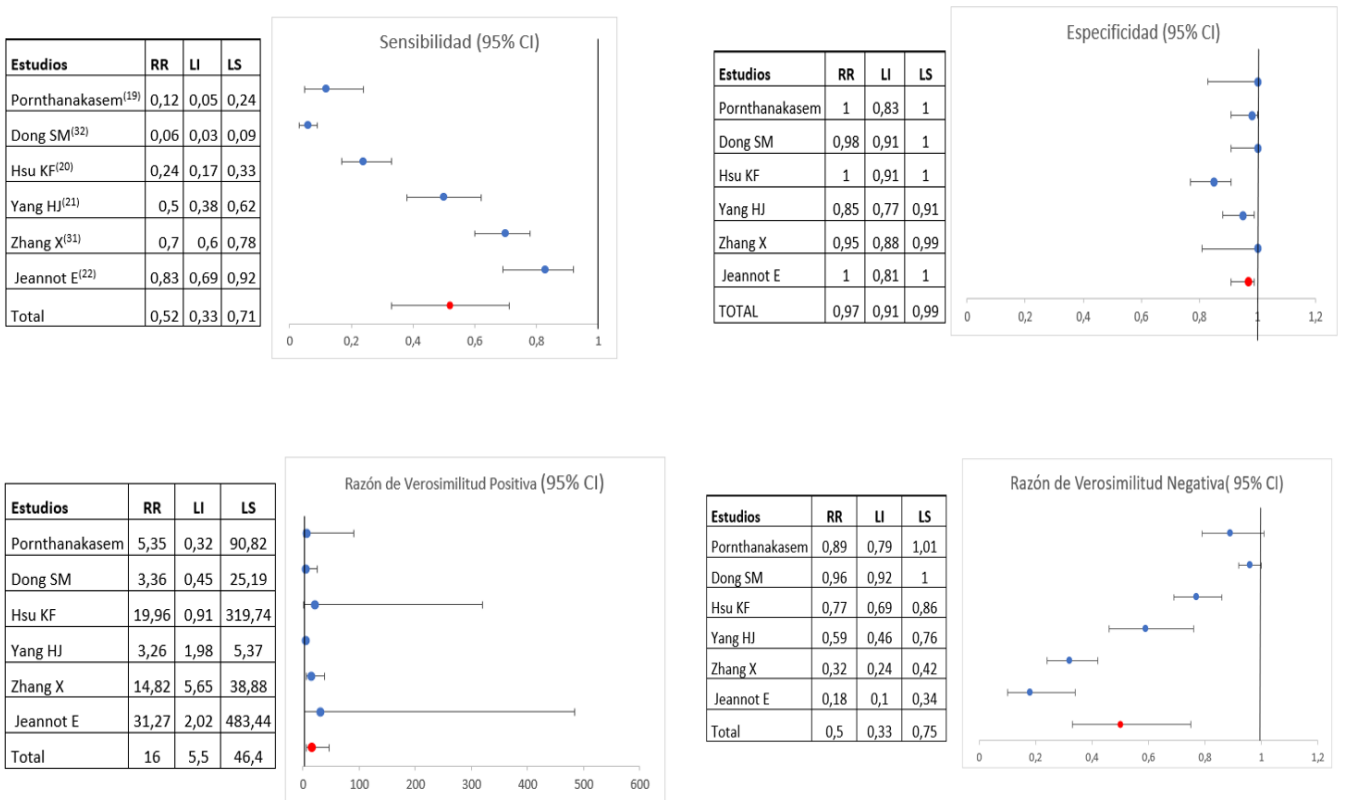 Sensibilidad (95% CI)
Estudios RR LI LS
Pornthanakasem(19) 0,12 0,05 0,24
Dong SM(32) 0,06 0,03 0,09
Hsu KF(20) 0,24 0,17 0,33
Yang HJ(21) 0,5 0,38 0,62
Zhang X(31) 0,7 0,6 0,78
Jeannot E(22) 0,83 0,69 0,92
Total 0,52 0,33 0,71
0 0,2 0,4 0,6 0,8 1
Especificidad (95% CI)
Estudios RR LI LS
Pornthanakasem 1 0,83 1
Dong SM 0,98 0,91 1
Hsu KF 1 0,91 1
Yang HJ 0,85 0,77 0,91
Zhang X 0,95 0,88 0,99
Jeannot E 1 0,81 1
TOTAL 0,97 0,91 0,99
0 0,2 0,4 0,6 0,8 1 1,2
Razón de Verosimilitud Positiva (95% CI)
Estudios RR LI LS
Pornthanakasem 5,35 0,32 90,82
Dong SM 3,36 0,45 25,19
Hsu KF 19,96 0,91 319,74
Yang HJ 3,26 1,98 5,37
Zhang X 14,82 5,65 38,88
Jeannot E 31,27 2,02 483,44
Total 16 5,5 46,4
0 100 200 300 400 500 600
Razón de Verosimilitud Negativa( 95% CI)
Estudios RR LI LS
Pornthanakasem 0,89 0,79 1,01
Dong SM 0,96 0,92 1
Hsu KF 0,77 0,69 0,86
Yang HJ 0,59 0,46 0,76
Zhang X 0,32 0,24 0,42
Jeannot E 0,18 0,1 0,34
Total 0,5 0,33 0,75
0 0,2 0,4 0,6 0,8 1 1,2